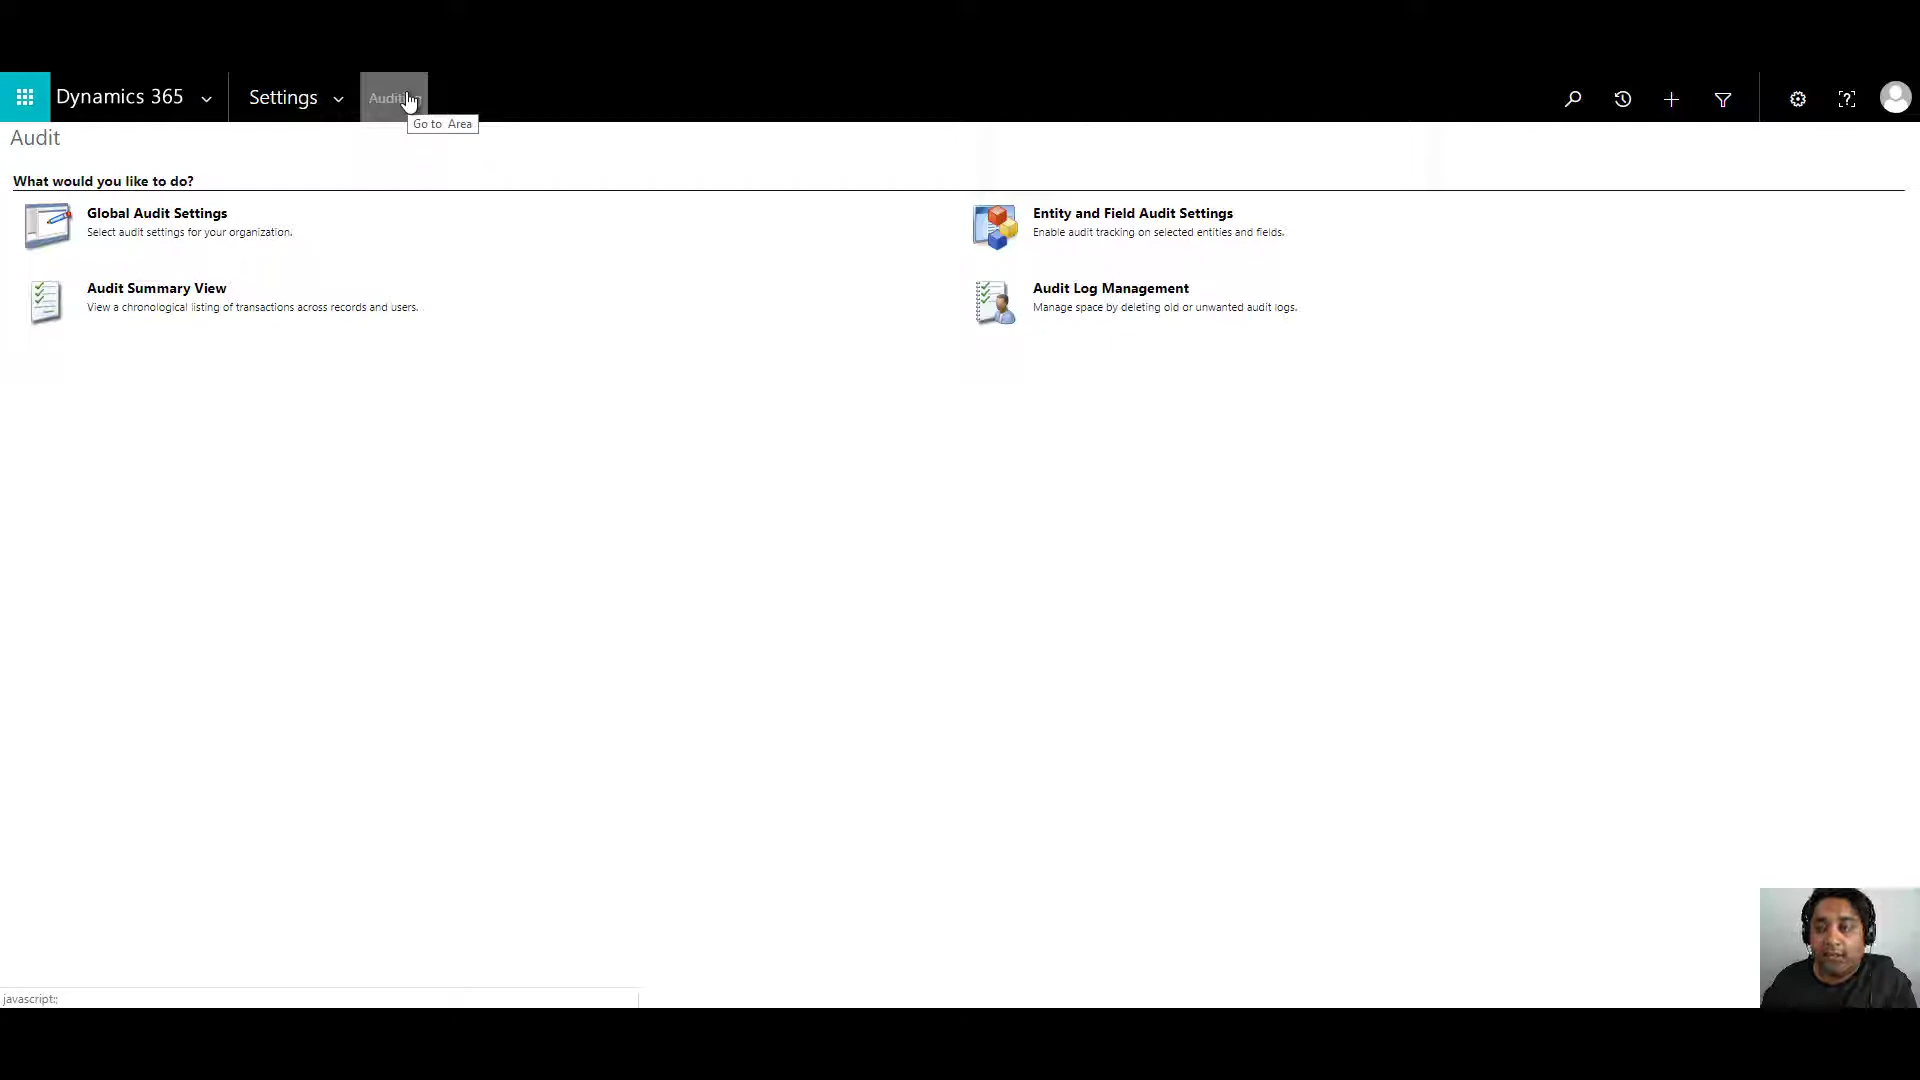 Dynamics 365 Settings
Go to Area
Audit
What would you like to do?
Global Audit Settings
Select audit settings for your organization.
Entity and Field Audit Settings
Enable audit tracking on selected entities and fields.
Audit Summary View
View a chronological listing of transactions across records and users.
Audit Log Management
Manage space by deleting old or unwanted audit logs.
javascript:;